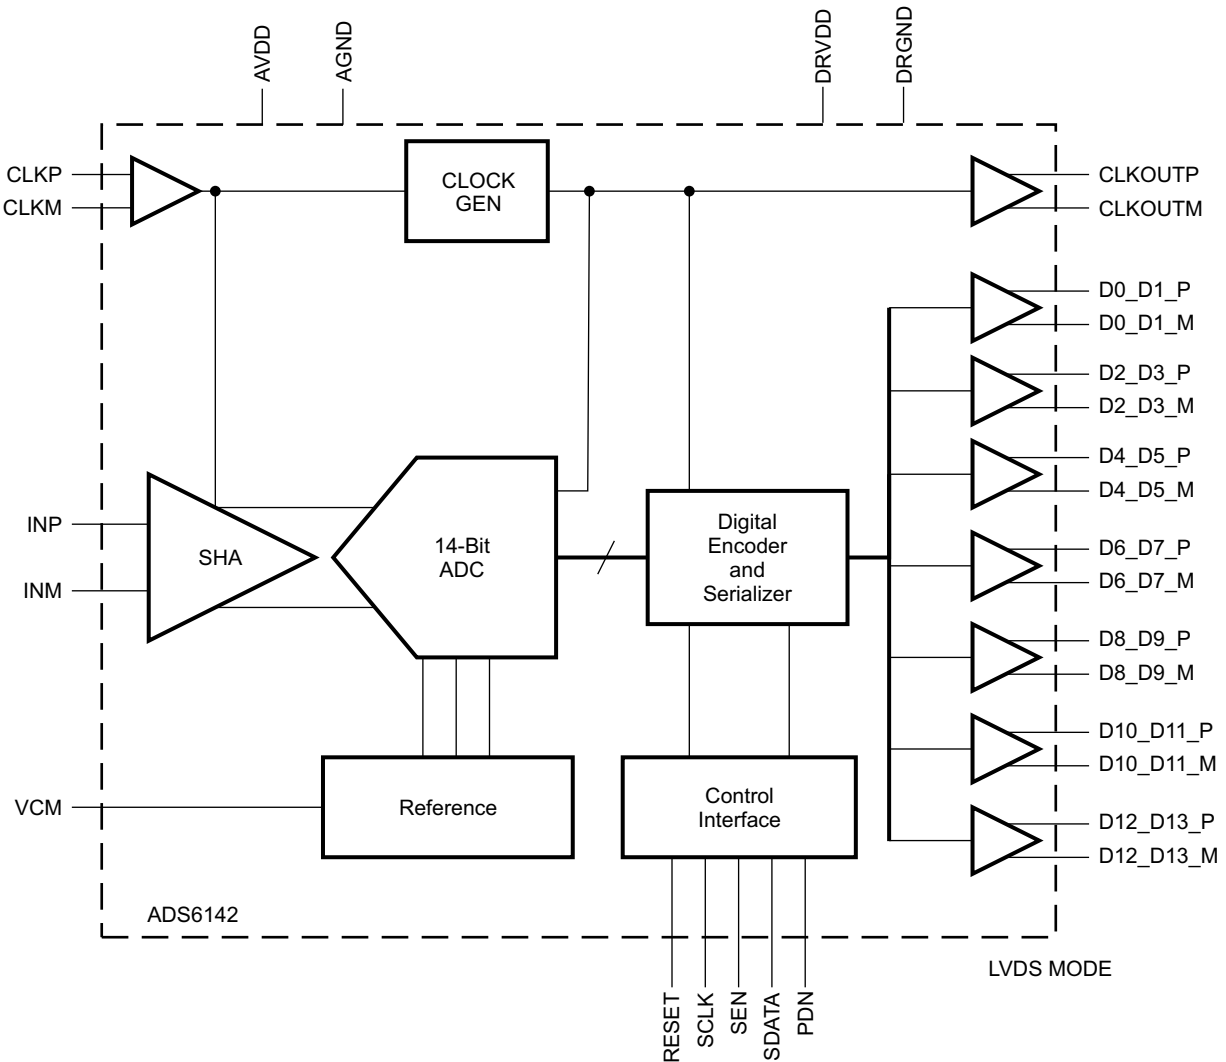 AVDD
AGND
DRVDD
DRGND
CLKP
CLKM
CLOCK
GEN
CLKOUTP
CLKOUTM
D0_D1_P
D0_D1_M
D2_D3_P
D2_D3_M
D4_D5_P
D4_D5_M
INP
INM
SHA
14-Bit
ADC
Digital
Encoder
and
Serializer
D6_D7_P
D6_D7_M
D8_D9_P
D8_D9_M
D10_D11_P
D10_D11_M
VCM
Reference
Control
Interface
D12_D13_P
D12_D13_M
ADS6142
LVDS MODE
RESET
SCLK
SEN
SDATA
PDN